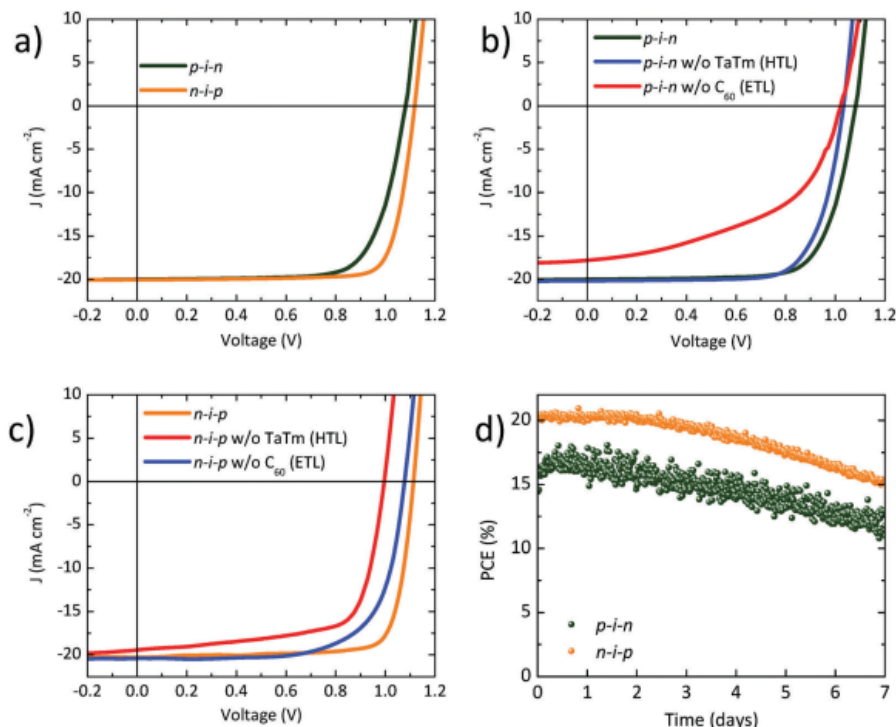 a)
J (mA cm⁻²)
10
5
0
-5
-10
-15
-20
p-i-n
n-i-p
-0.2 0.0 0.2 0.4 0.6 0.8 1.0 1.2
Voltage (V)
b)
J (mA cm⁻²)
10
5
0
-5
-10
-15
-20
p-i-n
p-i-n w/o TaTm (HTL)
p-i-n w/o C₆₀ (ETL)
-0.2 0.0 0.2 0.4 0.6 0.8 1.0 1.2
Voltage (V)
c)
J (mA cm⁻²)
10
5
0
-5
-10
-15
-20
n-i-p
n-i-p w/o TaTm (HTL)
n-i-p w/o C₆₀ (ETL)
-0.2 0.0 0.2 0.4 0.6 0.8 1.0 1.2
Voltage (V)
d)
PCE (%)
20
15
10
5
0
p-i-n
n-i-p
0 1 2 3 4 5 6 7
Time (days)